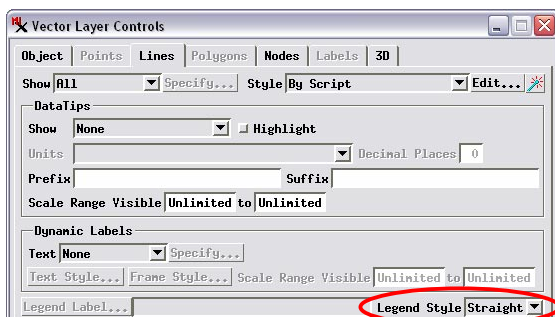 Vector Layer Controls
Object Points Lines Polygons Nodes Labels 3D
Show All Specify... Style By Script Edit...
DataTips
Show None Highlight
Units Decimal Places 0
Prefix Suffix
Scale Range Visible Unlimited to Unlimited
Dynamic Labels
Text None Specify...
Text Style... Frame Style... Scale Range Visible Unlimited to Unlimited
Legend Label... Legend Style Straight